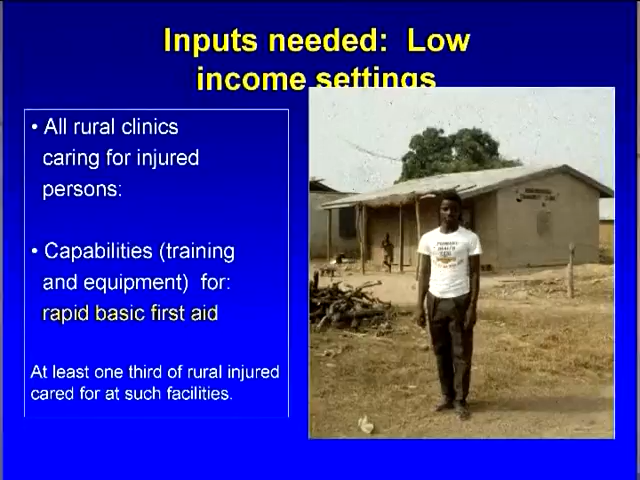 Inputs needed: Low
income settings
• All rural clinics
caring for injured
persons:
• Capabilities (training
and equipment) for:
rapid basic first aid
At least one third of rural injured
cared for at such facilities.